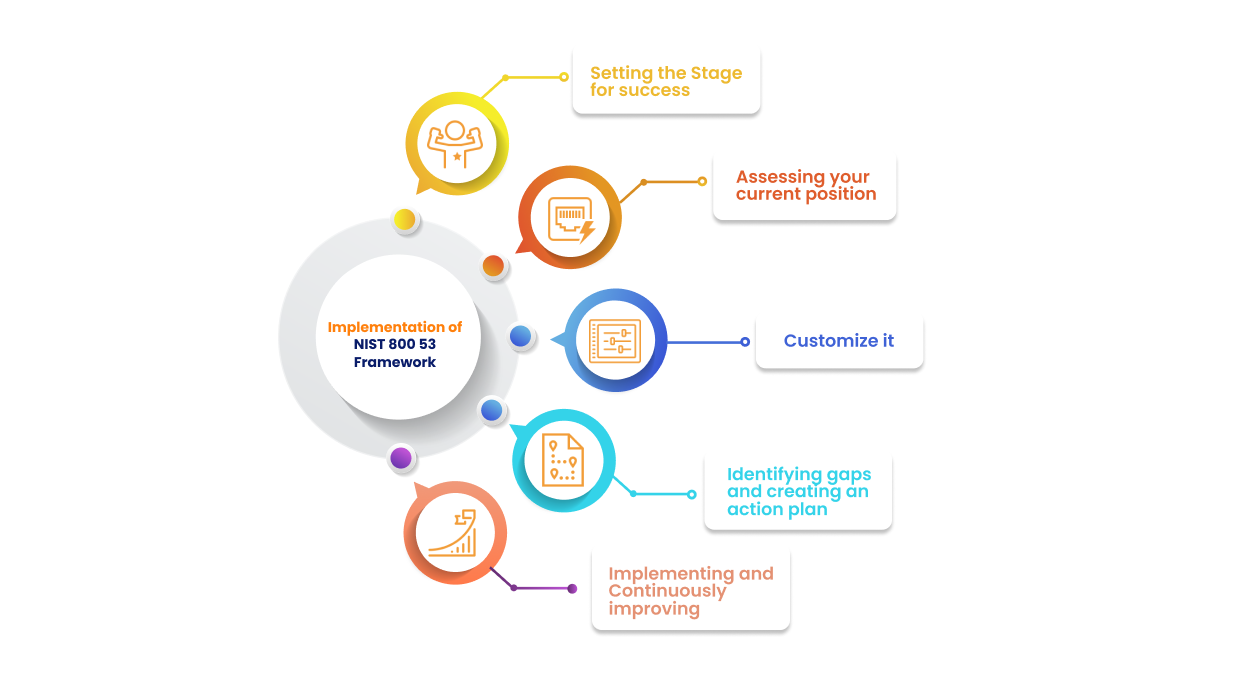 Setting the Stage
for success
Assessing your
current position
Implementation of
NIST 800 53
Framework
Customize it
Identifying gaps
and creating an
action plan
Implementing and
Continuously
improving